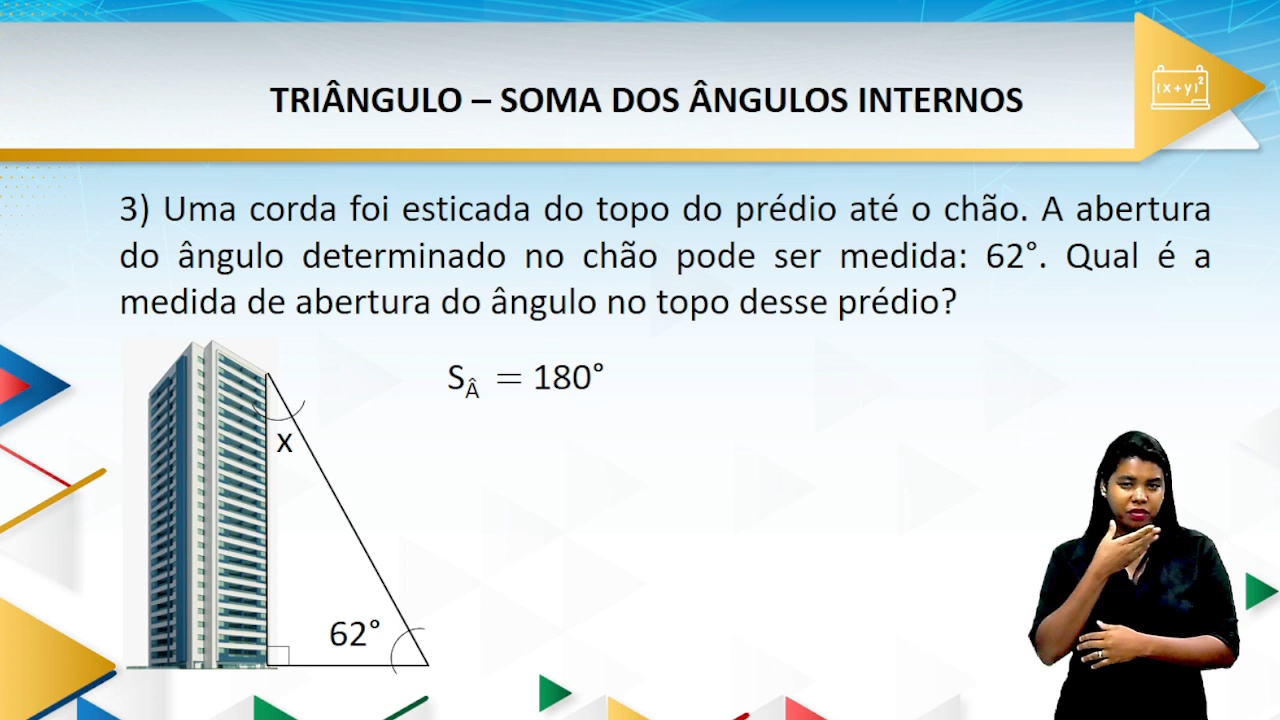 (x+y)²
TRIÂNGULO – SOMA DOS ÂNGULOS INTERNOS
3) Uma corda foi esticada do topo do prédio até o chão. A abertura
do ângulo determinado no chão pode ser medida: 62°. Qual é a
medida de abertura do ângulo no topo desse prédio?
S_Â = 180°
x
62°